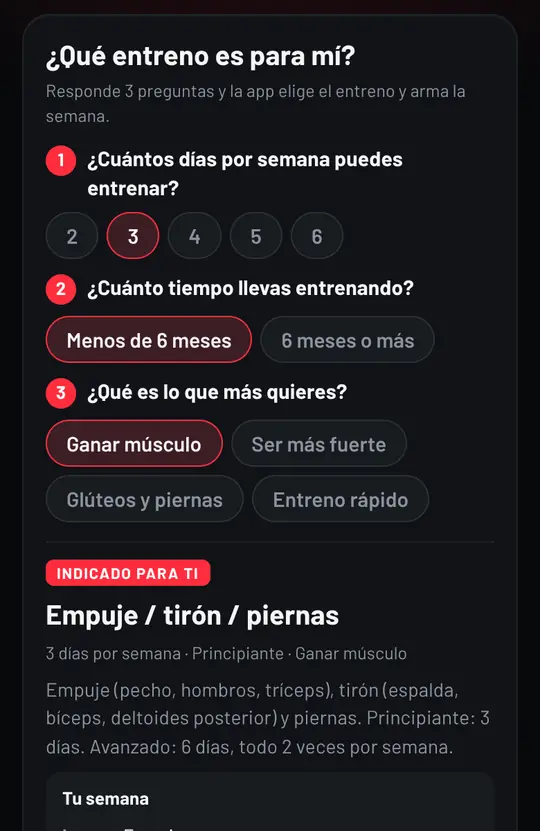 ¿Qué entreno es para mí?
Responde 3 preguntas y la app elige el entreno y arma la
semana.
1 ¿Cuántos días por semana puedes
entrenar?
2 3 4 5 6
2 ¿Cuánto tiempo llevas entrenando?
Menos de 6 meses 6 meses o más
3 ¿Qué es lo que más quieres?
Ganar músculo Ser más fuerte
Glúteos y piernas Entreno rápido
INDICADO PARA TI
Empuje / tirón / piernas
3 días por semana · Principiante · Ganar músculo
Empuje (pecho, hombros, tríceps), tirón (espalda,
bíceps, deltoides posterior) y piernas. Principiante: 3
días. Avanzado: 6 días, todo 2 veces por semana.
Tu semana